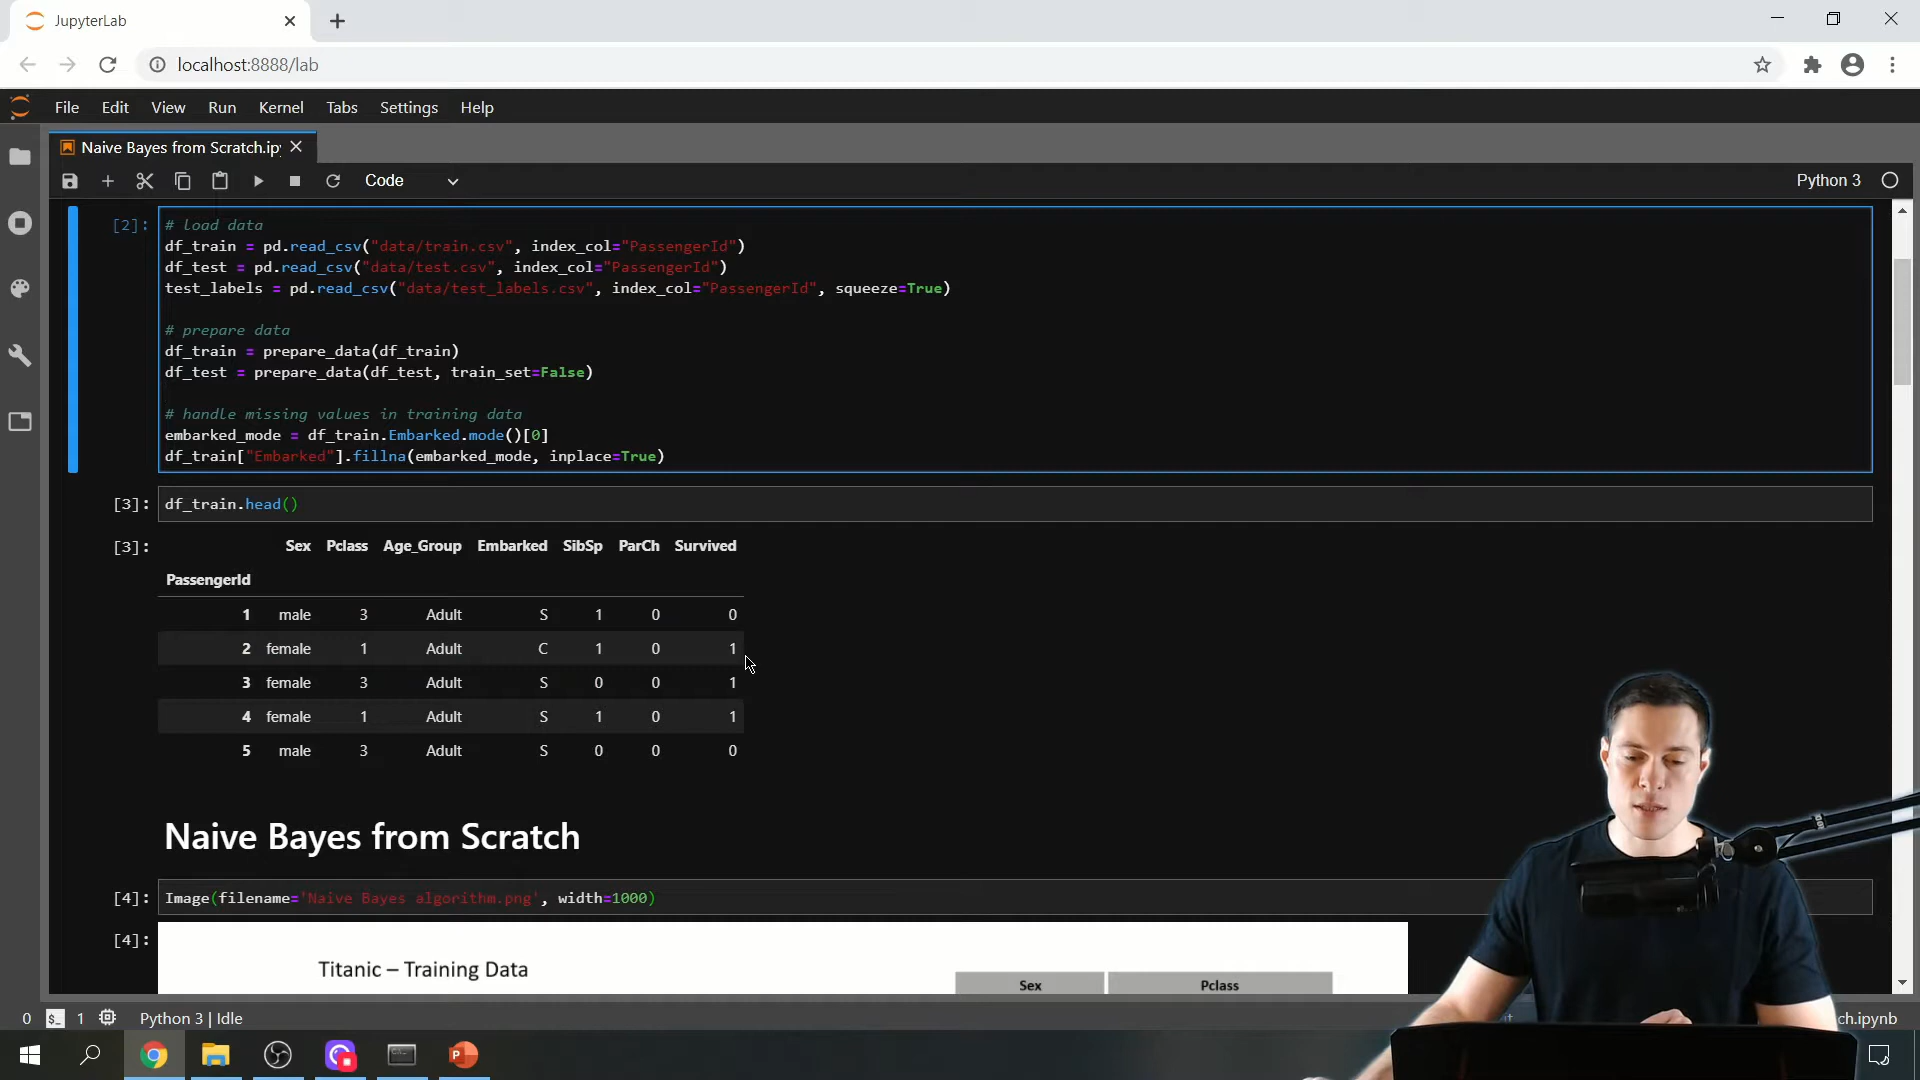 JupyterLab
localhost:8888/lab
File Edit View Run Kernel Tabs Settings Help
Naive Bayes from Scratch.ipy
Code
Python 3
[2]:
# load data
df_train = pd.read_csv("data/train.csv", index_col="PassengerId")
df_test = pd.read_csv("data/test.csv", index_col="PassengerId")
test_labels = pd.read_csv("data/test_labels.csv", index_col="PassengerId", squeeze=True)
# prepare data
df_train = prepare_data(df_train)
df_test = prepare_data(df_test, train_set=False)
# handle missing values in training data
embarked_mode = df_train.Embarked.mode()[0]
df_train["Embarked"].fillna(embarked_mode, inplace=True)
[3]: df_train.head()
[3]: Sex Pclass Age_Group Embarked SibSp ParCh Survived
PassengerId
1 male 3 Adult S 1 0 0
2 female 1 Adult C 1 0 1
3 female 3 Adult S 0 0 1
4 female 1 Adult S 1 0 1
5 male 3 Adult S 0 0 0
Naive Bayes from Scratch
[4]: Image(filename='Naive Bayes algorithm.png', width=1000)
[4]:
Titanic – Training Data
Sex Pclass
0 $_ 1 Python 3 | Idle
ch.ipynb